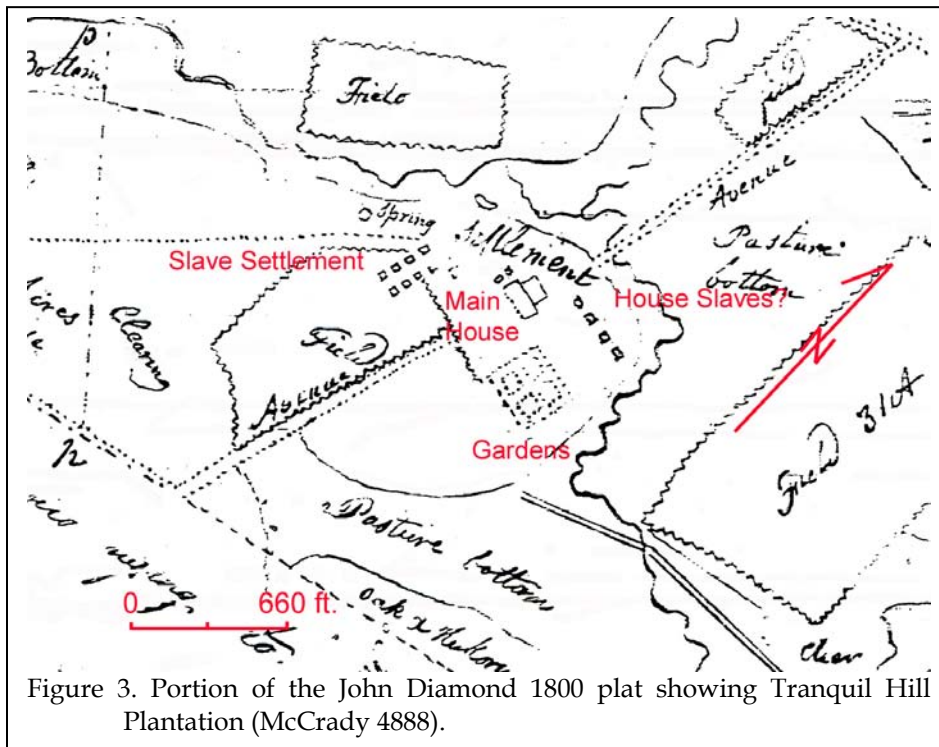 Bottom
Field
Avenue
Spring
Settlement
Pasture
bottom
Slave Settlement
Main
House
House Slaves?
N
Clearing
Field
Avenue
Gardens
Field 31A
Pasture bottom
0 660 ft.
Figure 3. Portion of the John Diamond 1800 plat showing Tranquil Hill
Plantation (McCrady 4888).